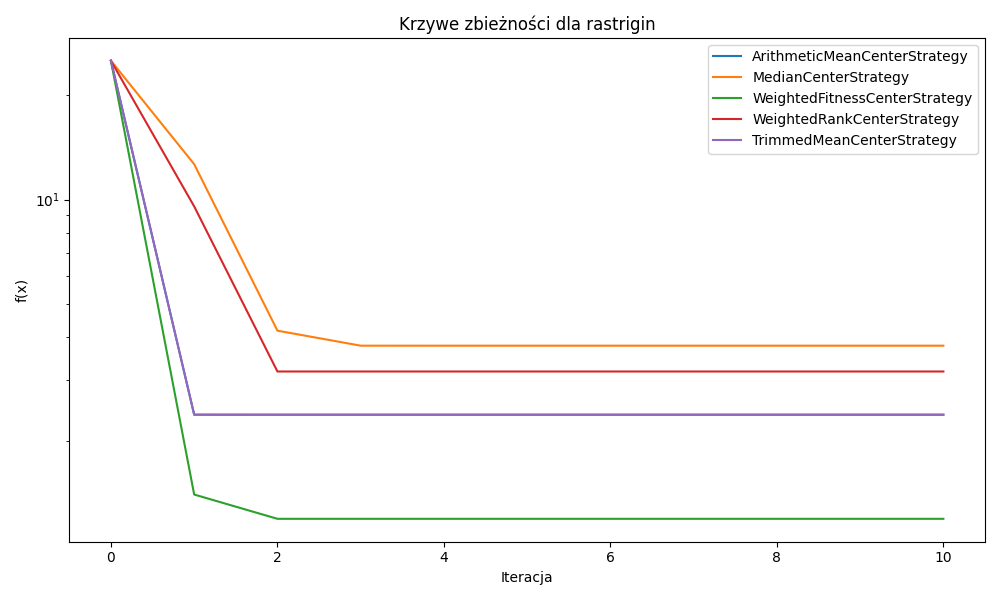 Krzywe zbieżności dla rastrigin
ArithmeticMeanCenterStrategy
MedianCenterStrategy
WeightedFitnessCenterStrategy
WeightedRankCenterStrategy
TrimmedMeanCenterStrategy
10¹
f(x)
0 2 4 6 8 10
Iteracja